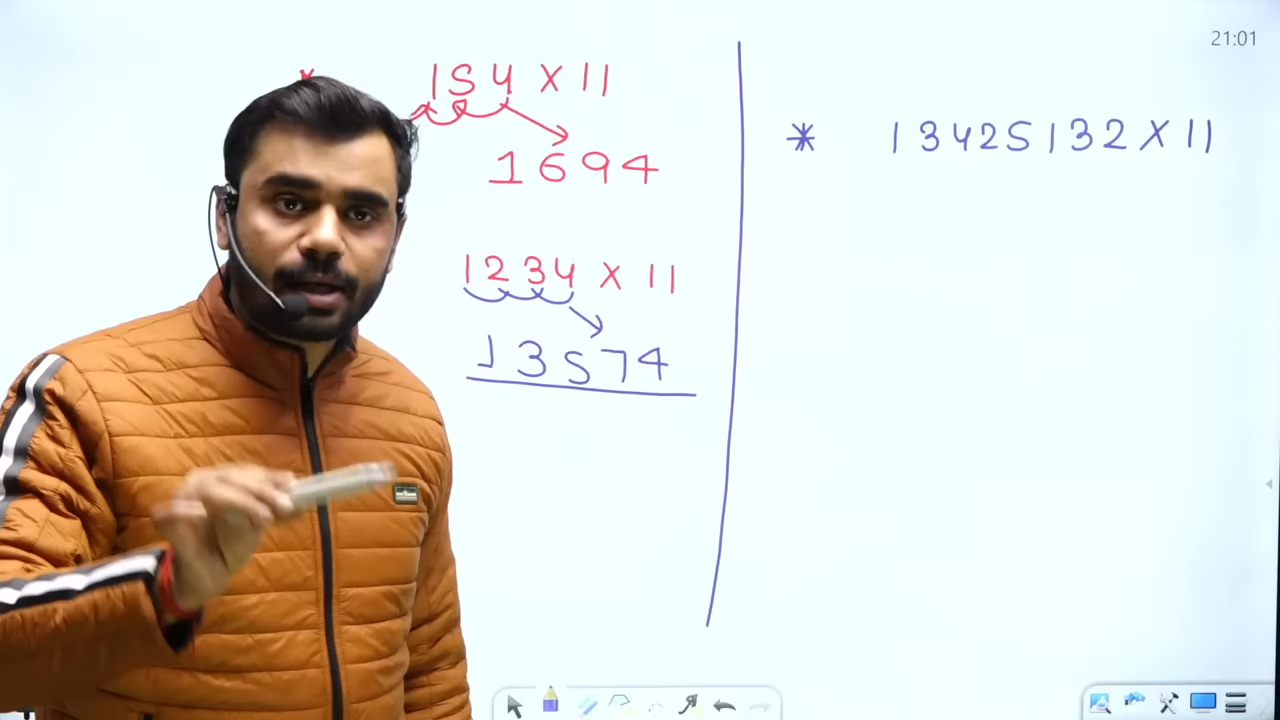 * 154 X 11
1694
1234 X 11
13574
21:01
* 13425132 X 11